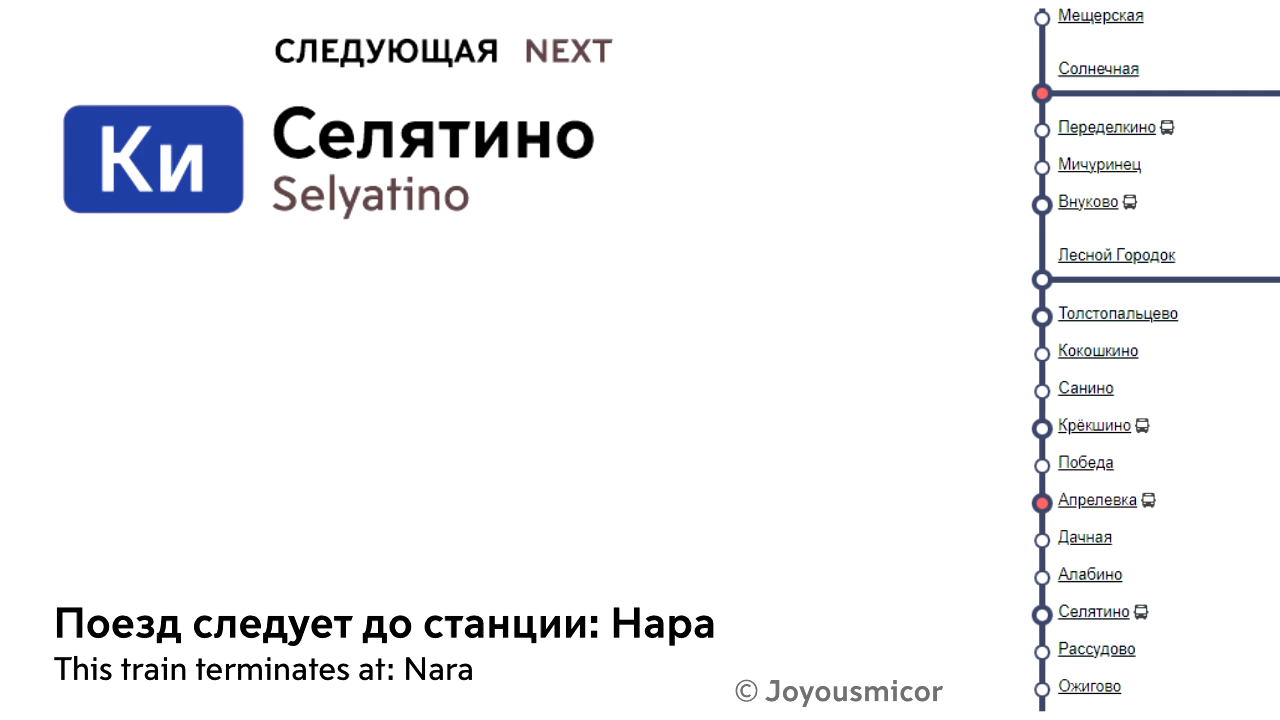 СЛЕДУЮЩАЯ NEXT
Ки
Селятино
Selyatino
Поезд следует до станции: Нара
This train terminates at: Nara
© Joyousmicor
Мещерская
Солнечная
Переделкино
Мичуринец
Внуково
Лесной Городок
Толстопальцево
Кокошкино
Санино
Крёкшино
Победа
Апрелевка
Дачная
Алабино
Селятино
Рассудово
Ожигово